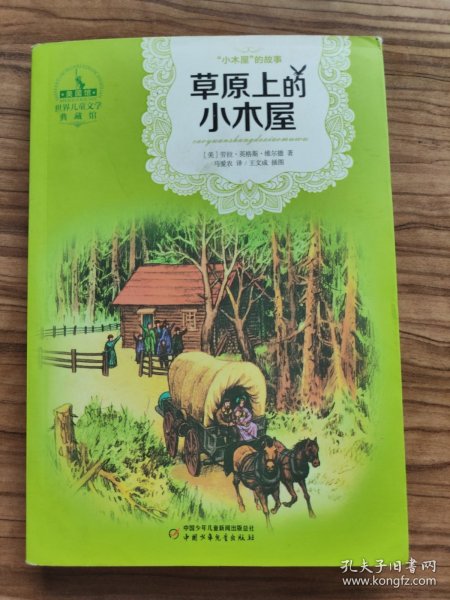 "小木屋"的故事
草原上的
小木屋
caoyuanshangdexiaomuwu
[美] 劳拉·英格斯·维尔德 著
马爱农 译/王文成 插图
美国馆
世界儿童文学
典藏馆
中国少年儿童新闻出版总社
中国少年儿童出版社
孔夫子旧书网
www.kongfz.com